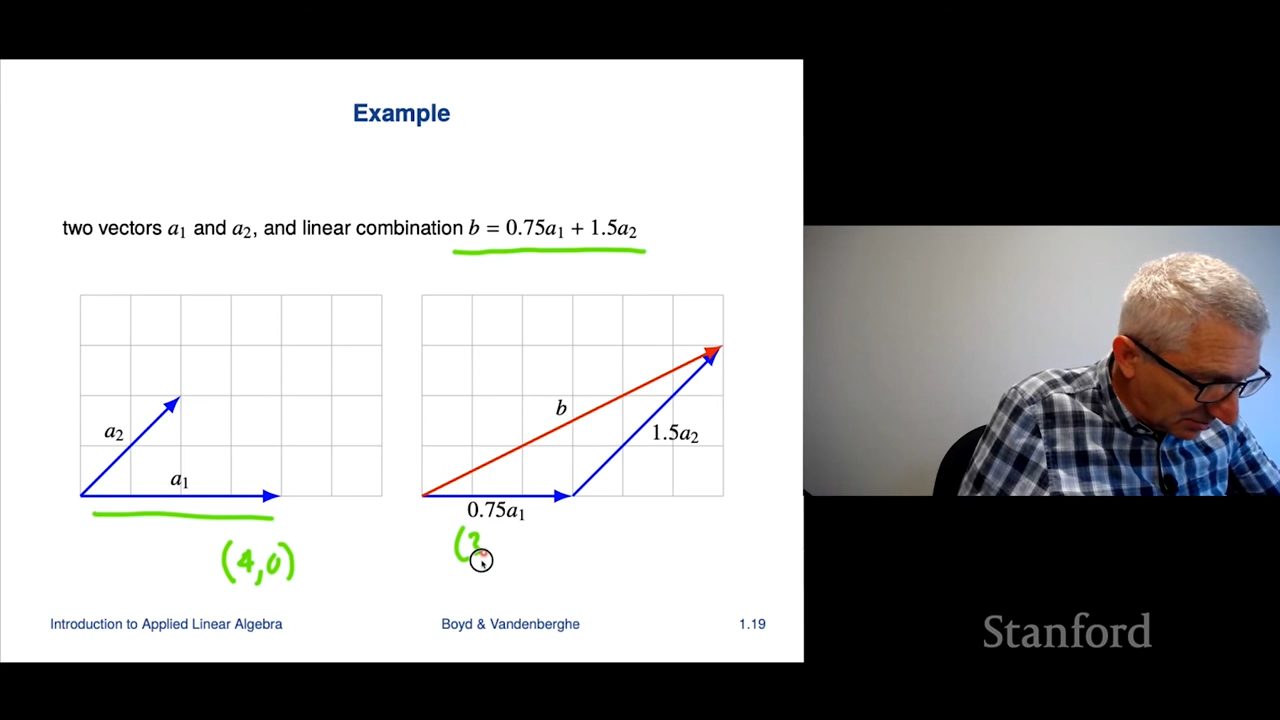 Example
two vectors a₁ and a₂, and linear combination b = 0.75a₁ + 1.5a₂
a₂
a₁
(4,0)
b
1.5a₂
0.75a₁
(3
Introduction to Applied Linear Algebra
Boyd & Vandenberghe
1.19
Stanford